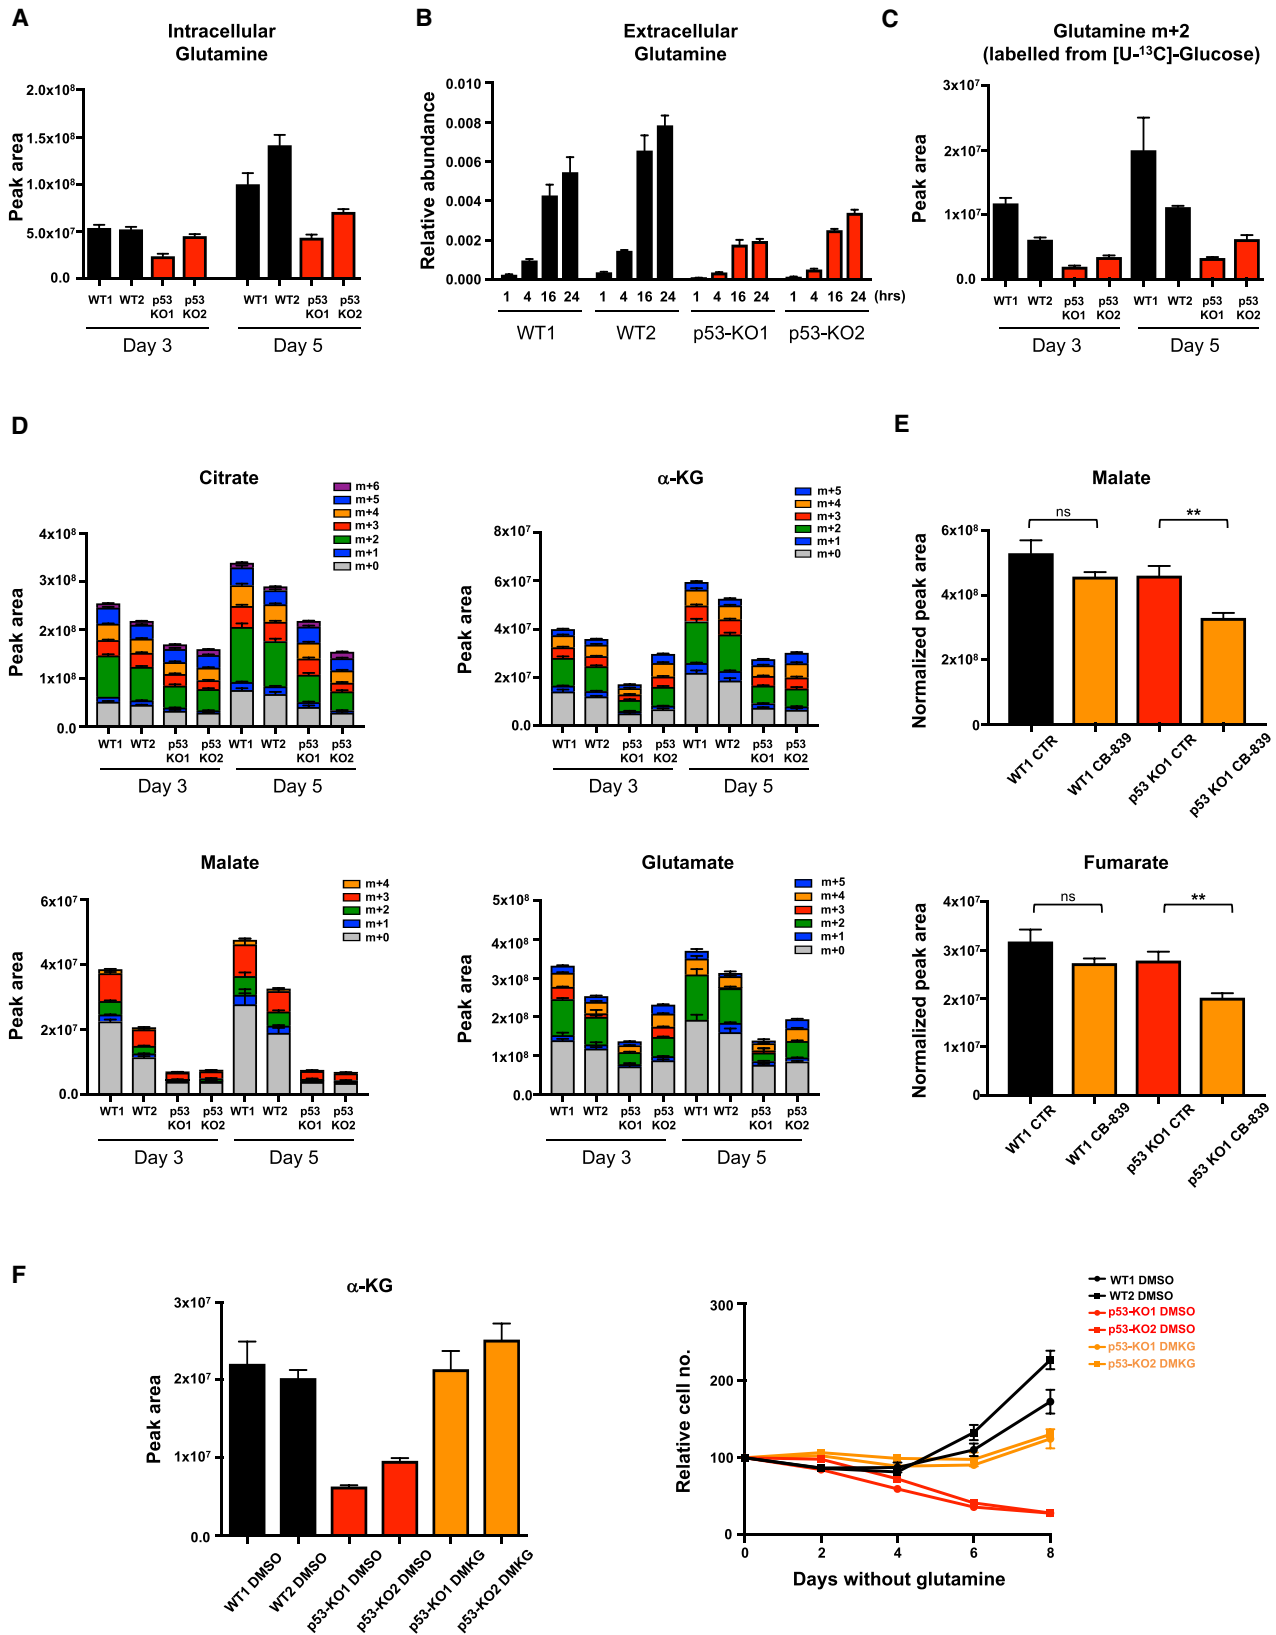 A
Intracellular
Glutamine
Peak area
2.0x10⁸
1.5x10⁸
1.0x10⁸
5.0x10⁷
0.0
WT1 WT2 p53 KO1 p53 KO2 WT1 WT2 p53 KO1 p53 KO2
Day 3 Day 5
B
Extracellular
Glutamine
Relative abundance
0.010
0.008
0.006
0.004
0.002
0.000
1 4 16 24 1 4 16 24 1 4 16 24 1 4 16 24 (hrs)
WT1 WT2 p53-KO1 p53-KO2
C
Glutamine m+2
(labelled from [U-¹³C]-Glucose)
Peak area
3x10⁷
2x10⁷
1x10⁷
0.0
WT1 WT2 p53 KO1 p53 KO2 WT1 WT2 p53 KO1 p53 KO2
Day 3 Day 5
D
Citrate
m+6
m+5
m+4
m+3
m+2
m+1
m+0
Peak area
4x10⁸
3x10⁸
2x10⁸
1x10⁸
0.0
WT1 WT2 p53 KO1 p53 KO2 WT1 WT2 p53 KO1 p53 KO2
Day 3 Day 5
α-KG
m+5
m+4
m+3
m+2
m+1
m+0
Peak area
8x10⁷
6x10⁷
4x10⁷
2x10⁷
0.0
WT1 WT2 p53 KO1 p53 KO2 WT1 WT2 p53 KO1 p53 KO2
Day 3 Day 5
Malate
m+4
m+3
m+2
m+1
m+0
Peak area
6x10⁷
4x10⁷
2x10⁷
0.0
WT1 WT2 p53 KO1 p53 KO2 WT1 WT2 p53 KO1 p53 KO2
Day 3 Day 5
Glutamate
m+5
m+4
m+3
m+2
m+1
m+0
Peak area
5x10⁸
4x10⁸
3x10⁸
2x10⁸
1x10⁸
0.0
WT1 WT2 p53 KO1 p53 KO2 WT1 WT2 p53 KO1 p53 KO2
Day 3 Day 5
E
Malate
Normalized peak area
6x10⁸
4x10⁸
2x10⁸
0
ns **
WT1 CTR
WT1 CB-839
p53 KO1 CTR
p53 KO1 CB-839
Fumarate
Normalized peak area
4x10⁷
3x10⁷
2x10⁷
1x10⁷
0
ns **
WT1 CTR
WT1 CB-839
p53 KO1 CTR
p53 KO1 CB-839
F
α-KG
Peak area
3x10⁷
2x10⁷
1x10⁷
0.0
WT1 DMSO
WT2 DMSO
p53-KO1 DMSO
p53-KO2 DMSO
p53-KO1 DMKG
p53-KO2 DMKG
Relative cell no.
300
200
100
0
0 2 4 6 8
Days without glutamine
WT1 DMSO
WT2 DMSO
p53-KO1 DMSO
p53-KO2 DMSO
p53-KO1 DMKG
p53-KO2 DMKG